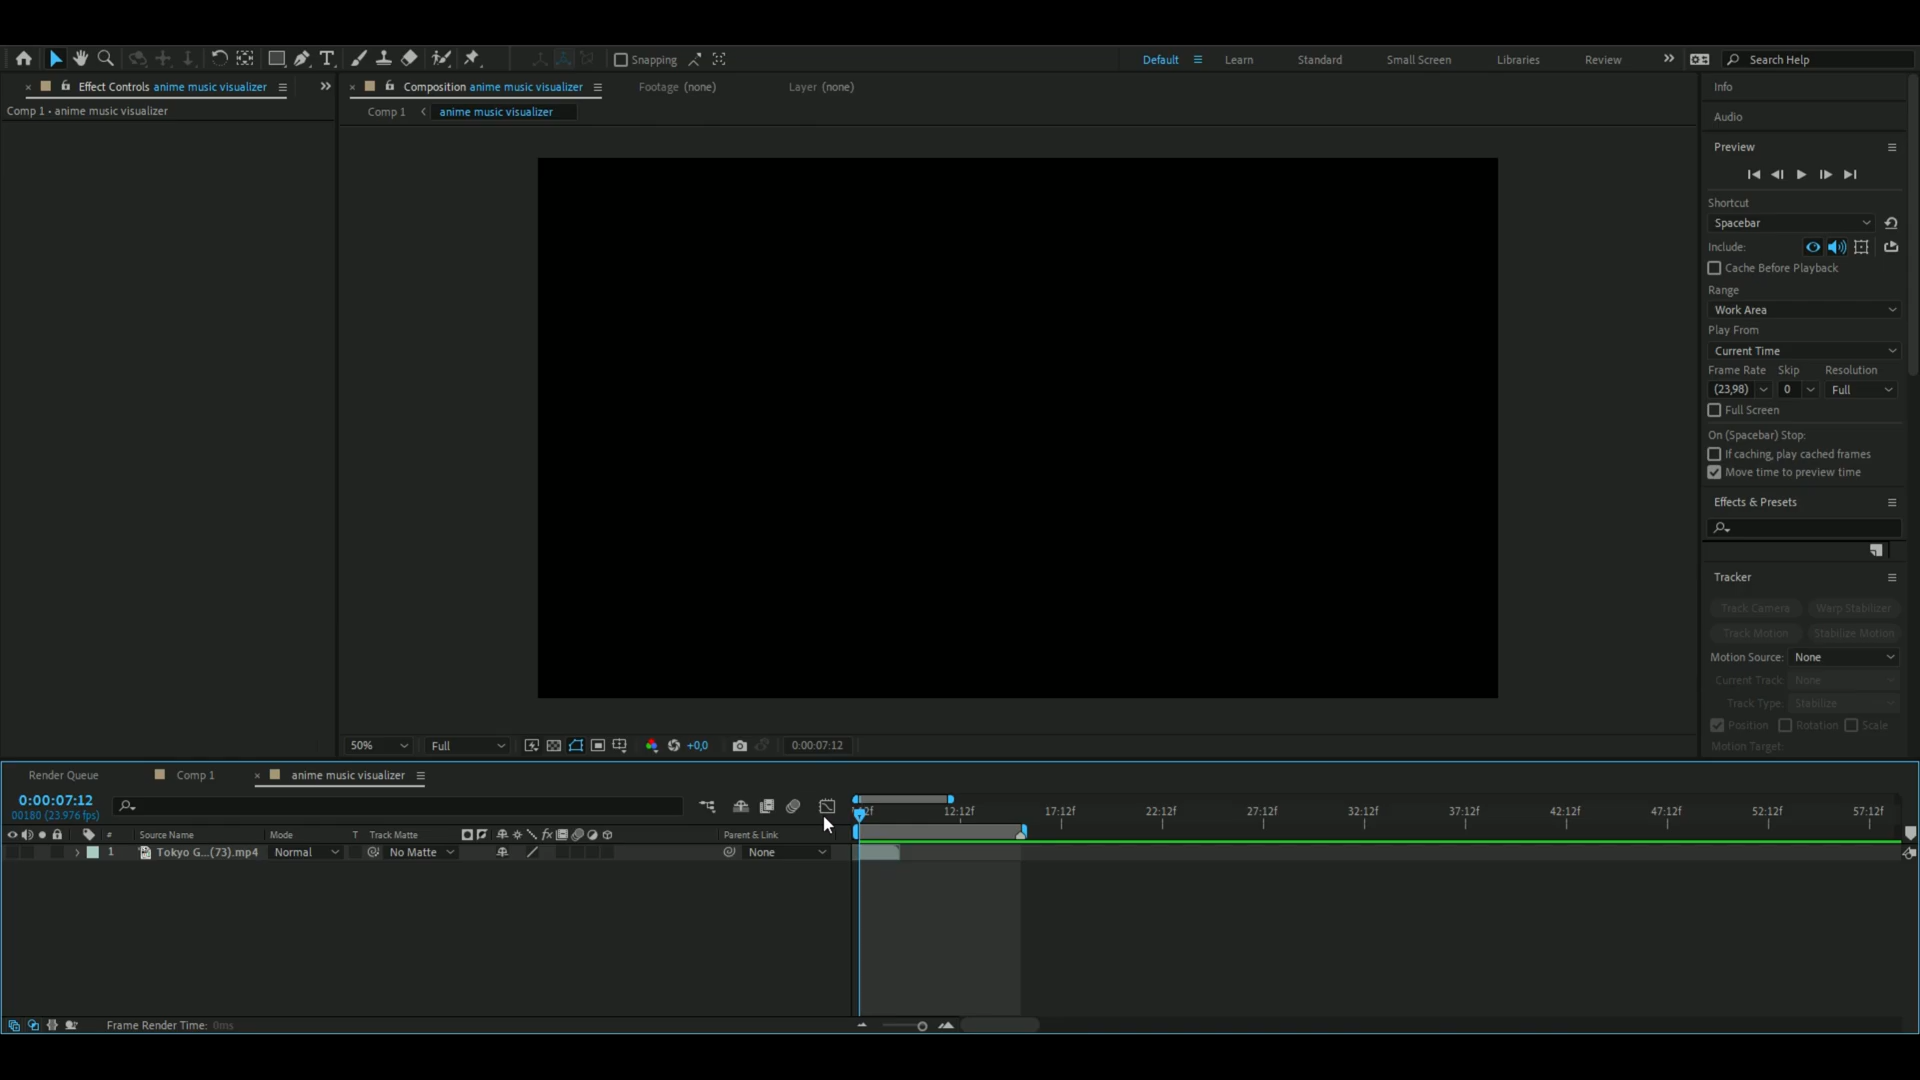 Snapping
Default
Learn
Standard
Small Screen
Libraries
Review
Search Help
Effect Controls anime music visualizer
Composition anime music visualizer
Footage (none)
Layer (none)
Comp 1 • anime music visualizer
Comp 1
anime music visualizer
Info
Audio
Preview
Shortcut
Spacebar
Include:
Cache Before Playback
Range
Work Area
Play From
Current Time
Frame Rate Skip Resolution
(23,98) 0 Full
Full Screen
On (Spacebar) Stop:
If caching, play cached frames
Move time to preview time
Effects & Presets
Tracker
Track Camera Warp Stabilizer
Track Motion Stabilize Motion
Motion Source: None
Current Track: None
Track Type: Stabilize
Position Rotation Scale
Motion Target:
50% Full +0,0 0:00:07:12
Render Queue Comp 1 anime music visualizer
0:00:07:12
00180 (23.976 fps)
12:12f 17:12f 22:12f 27:12f 32:12f 37:12f 42:12f 47:12f 52:12f 57:12f
# Source Name Mode T Track Matte fx Parent & Link
1 Tokyo G...(73).mp4 Normal No Matte None
Frame Render Time: 0ms